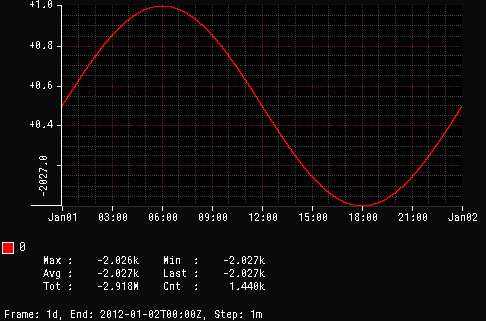 +1.0
+0.8
+0.6
+0.4
-2027.0
Jan01 03:00 06:00 09:00 12:00 15:00 18:00 21:00 Jan02
0
Max : -2.026k Min : -2.027k
Avg : -2.027k Last : -2.027k
Tot : -2.918M Cnt : 1.440k
Frame: 1d, End: 2012-01-02T00:00Z, Step: 1m